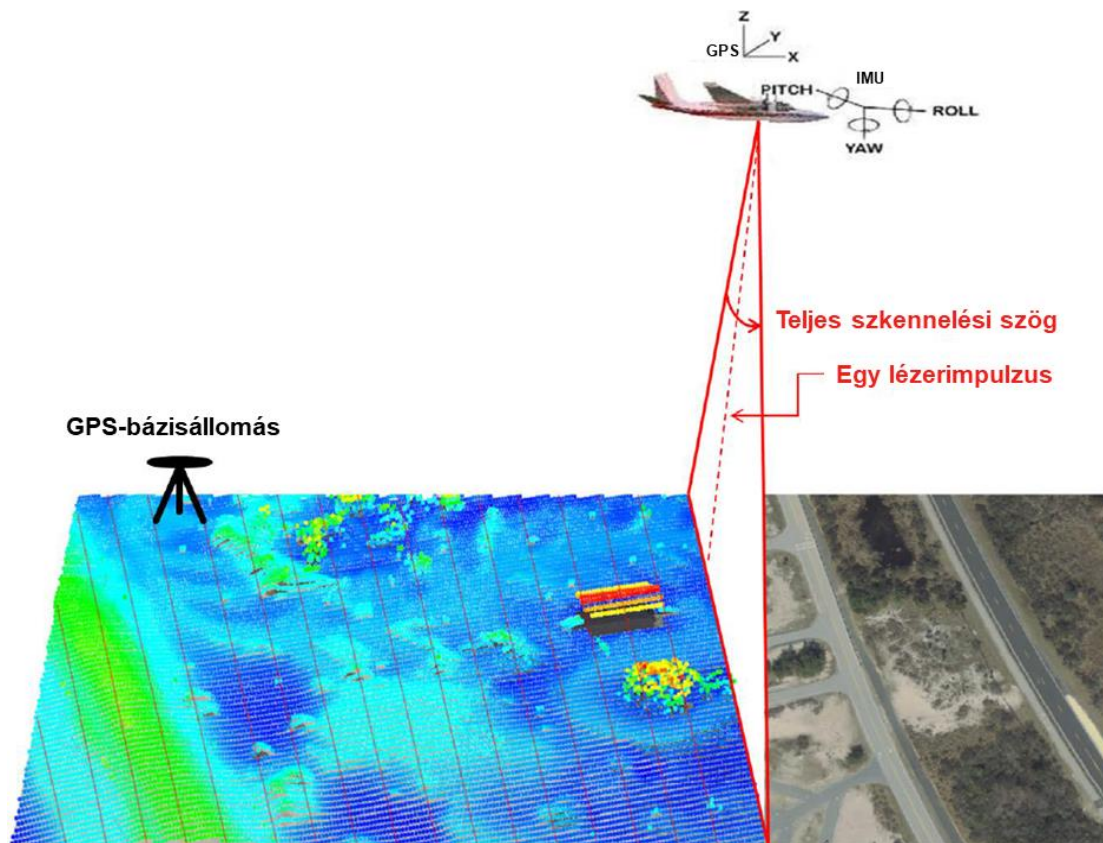 Z
Y
GPS
X
IMU
PITCH
ROLL
YAW
Teljes szkennelési szög
Egy lézerimpulzus
GPS-bázisállomás